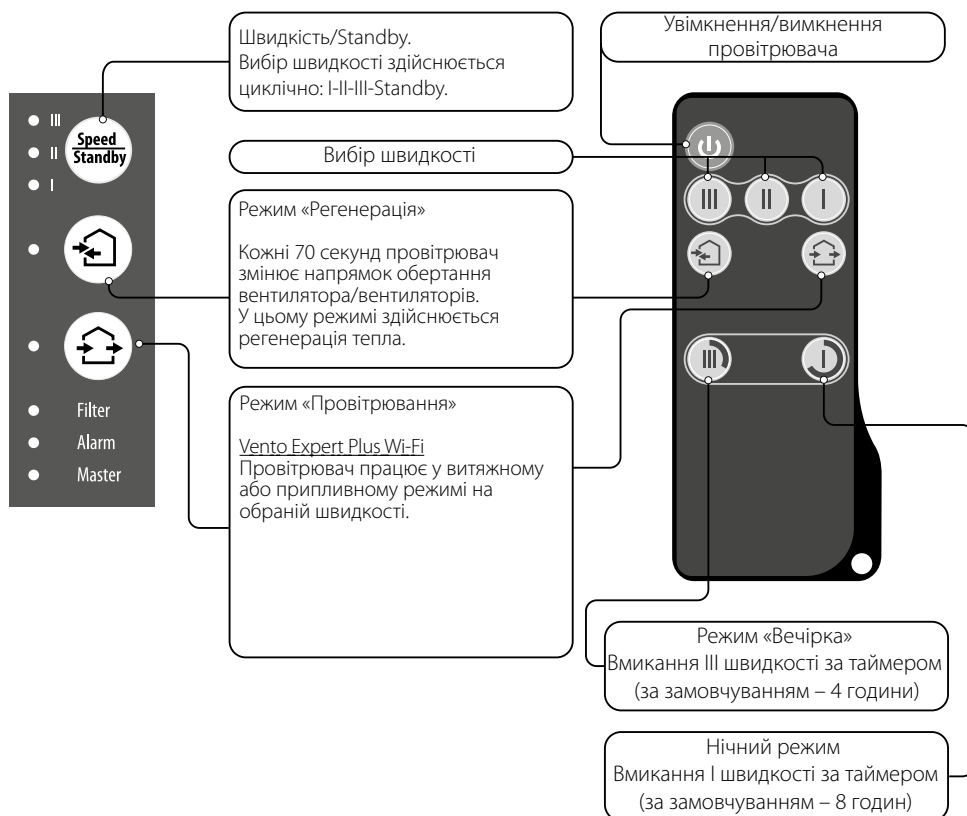 Швидкість/Standby.
Вибір швидкості здійснюється
циклічно: I-II-III-Standby.
Увімкнення/вимкнення
провітрювача
III
II
I
Speed
Standby
Вибір швидкості
III
II
I
Режим «Регенерація»
Кожні 70 секунд провітрювач
змінює напрямок обертання
вентилятора/вентиляторів.
У цьому режимі здійснюється
регенерація тепла.
III
I
Filter
Alarm
Master
Режим «Провітрювання»
Vento Expert Plus Wi-Fi
Провітрювач працює у витяжному
або припливному режимі на
обраній швидкості.
Режим «Вечірка»
Вмикання III швидкості за таймером
(за замовчуванням – 4 години)
Нічний режим
Вмикання I швидкості за таймером
(за замовчуванням – 8 годин)